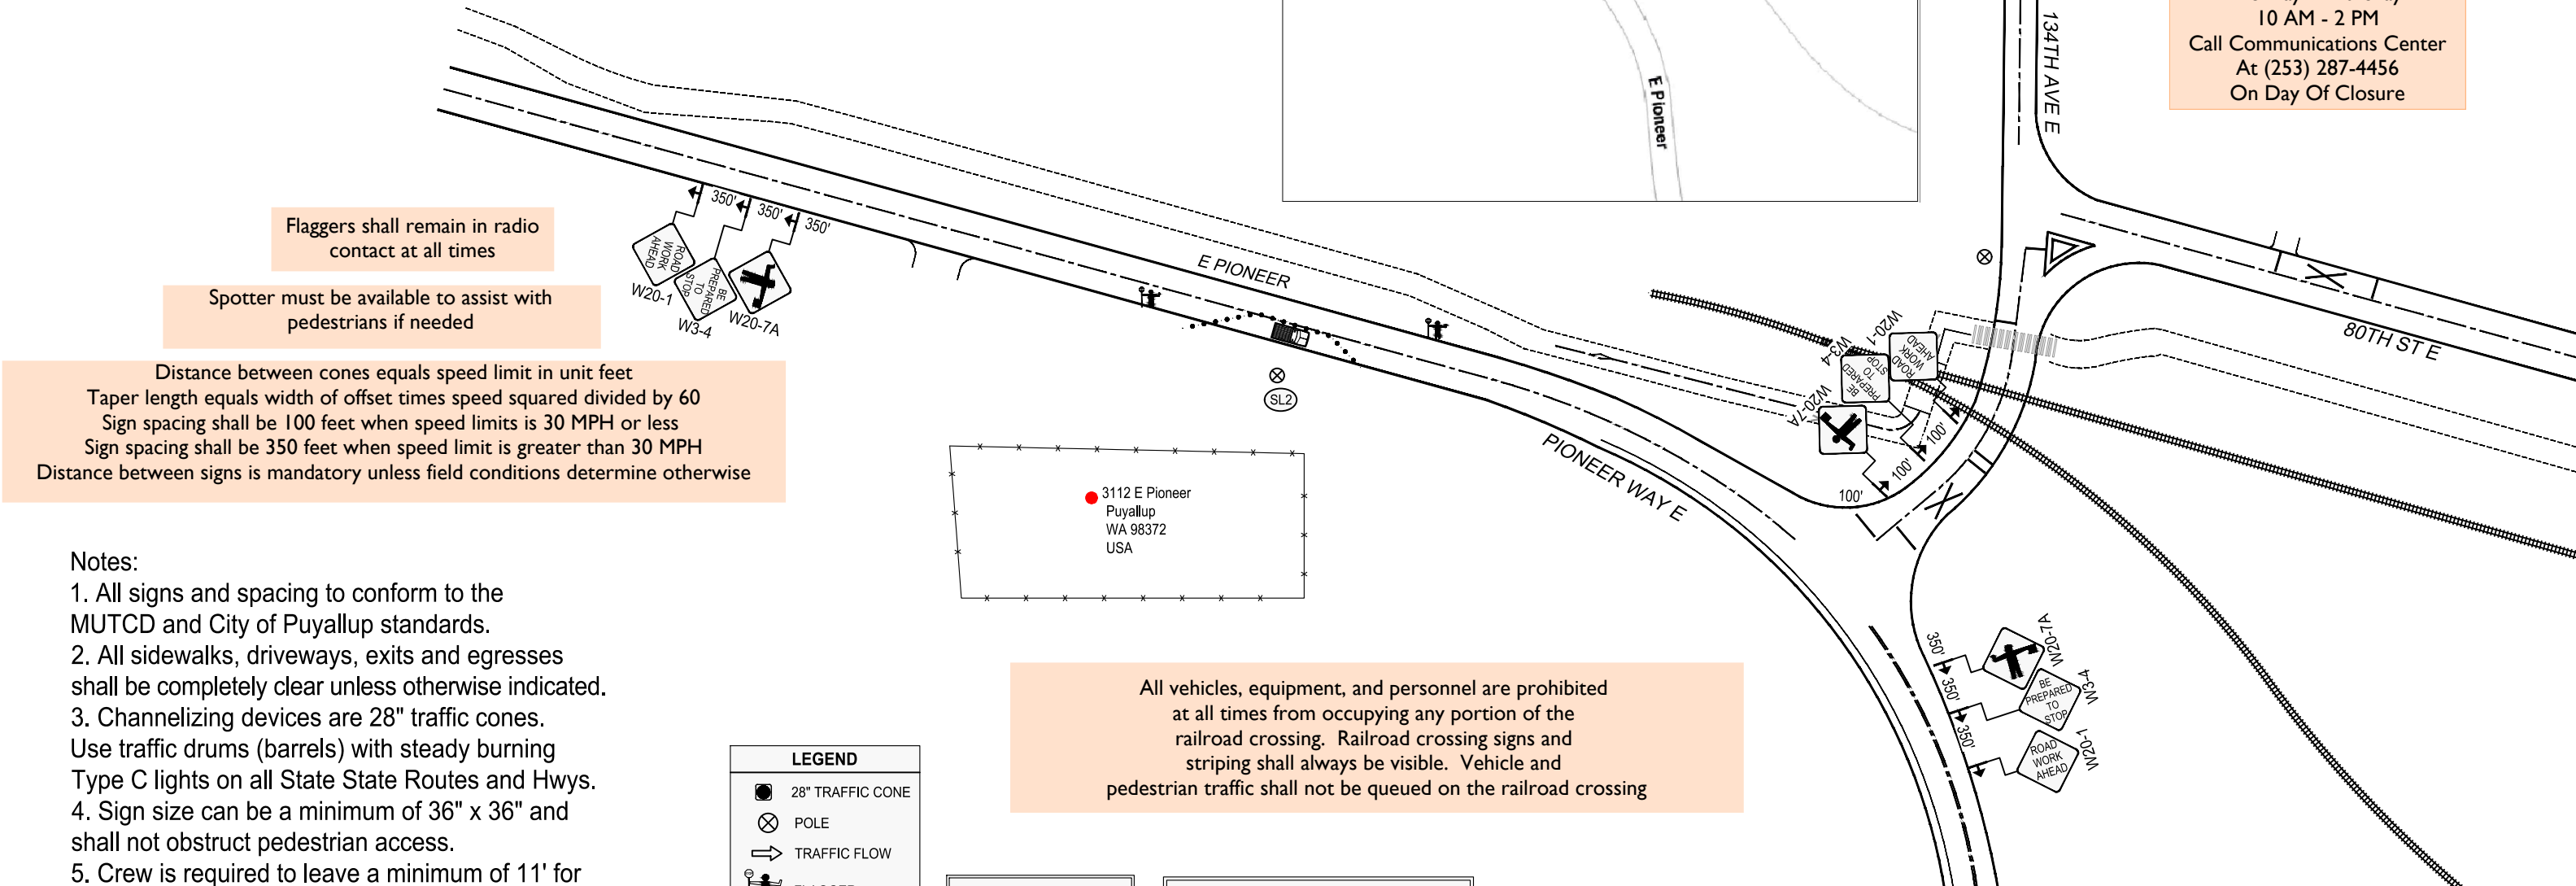 10 AM - 2 PM
Call Communications Center
At (253) 287-4456
On Day Of Closure
134TH AVE E
E Pioneer
Flaggers shall remain in radio
contact at all times
Spotter must be available to assist with
pedestrians if needed
Distance between cones equals speed limit in unit feet
Taper length equals width of offset times speed squared divided by 60
Sign spacing shall be 100 feet when speed limits is 30 MPH or less
Sign spacing shall be 350 feet when speed limit is greater than 30 MPH
Distance between signs is mandatory unless field conditions determine otherwise
350'
350'
350'
ROAD
WORK
AHEAD
W20-1
BE
PREPARED
TO
STOP
W3-4
W20-7A
E PIONEER
SL2
3112 E Pioneer
Puyallup
WA 98372
USA
PIONEER WAY E
80TH ST E
W20-1
ROAD
WORK
AHEAD
W3-4
BE
PREPARED
TO
STOP
W20-7A
100'
100'
100'
350'
W20-7A
350'
BE
PREPARED
TO
STOP
W3-4
350'
ROAD
WORK
AHEAD
W20-1
Notes:
1. All signs and spacing to conform to the
MUTCD and City of Puyallup standards.
2. All sidewalks, driveways, exits and egresses
shall be completely clear unless otherwise indicated.
3. Channelizing devices are 28" traffic cones.
Use traffic drums (barrels) with steady burning
Type C lights on all State State Routes and Hwys.
4. Sign size can be a minimum of 36" x 36" and
shall not obstruct pedestrian access.
5. Crew is required to leave a minimum of 11' for
All vehicles, equipment, and personnel are prohibited
at all times from occupying any portion of the
railroad crossing. Railroad crossing signs and
striping shall always be visible. Vehicle and
pedestrian traffic shall not be queued on the railroad crossing
LEGEND
28" TRAFFIC CONE
POLE
TRAFFIC FLOW